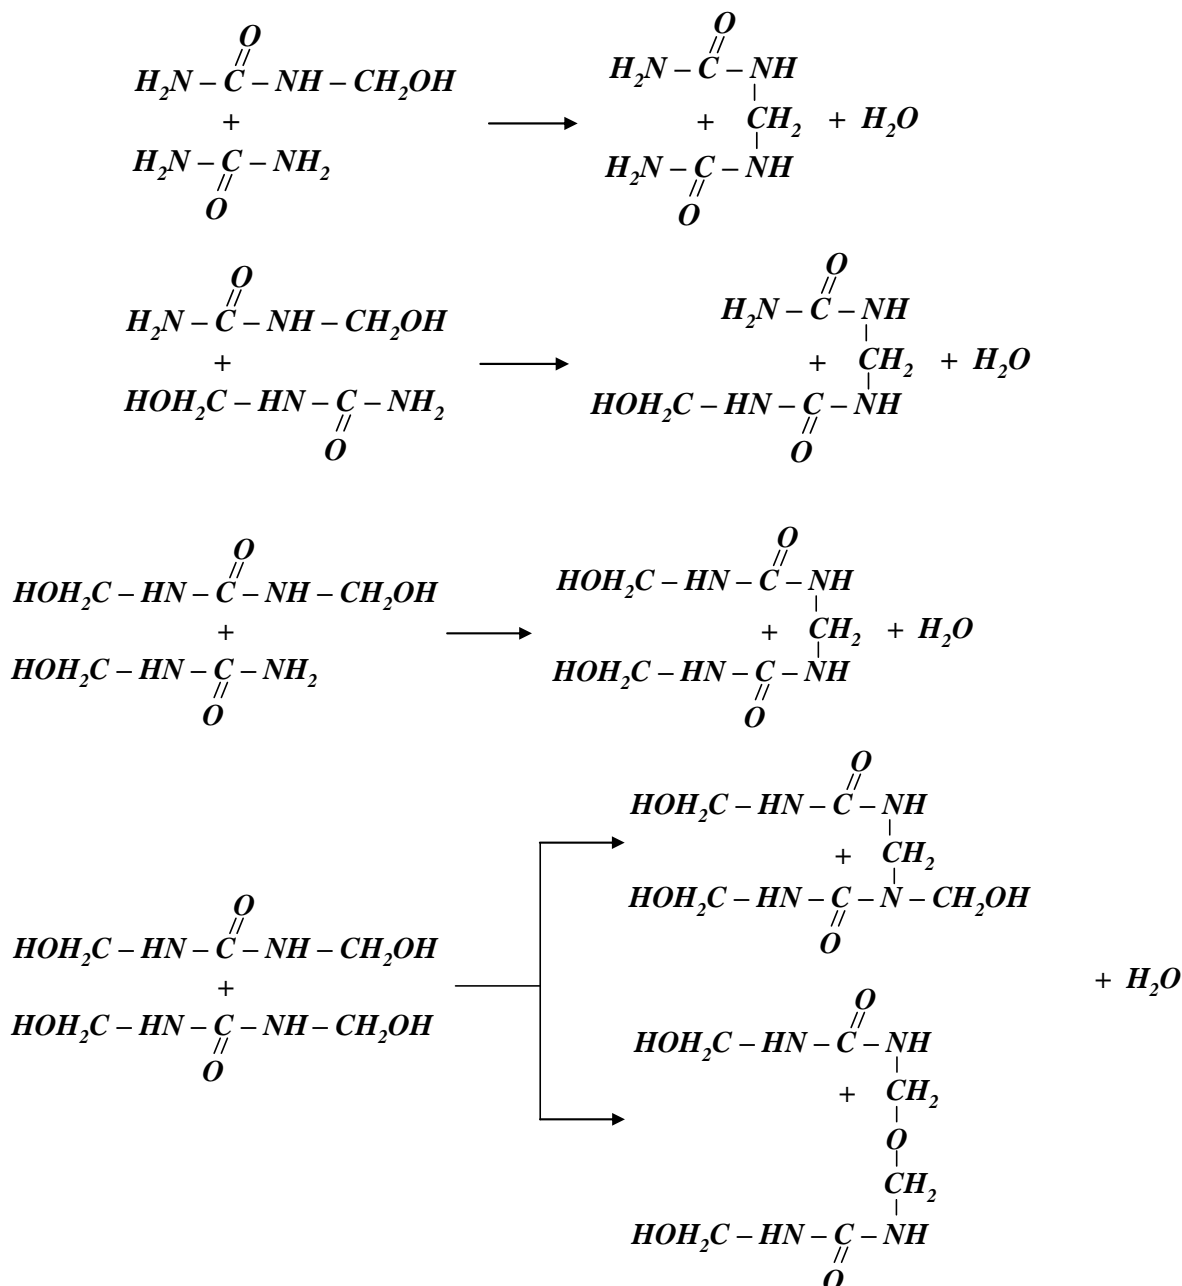 O O
H₂N – C – NH – CH₂OH H₂N – C – NH
+ + CH₂ + H₂O
H₂N – C – NH₂ H₂N – C – NH
O O
O O
H₂N – C – NH – CH₂OH H₂N – C – NH
+ + CH₂ + H₂O
HOH₂C – HN – C – NH₂ HOH₂C – HN – C – NH
O O
O O
HOH₂C – HN – C – NH – CH₂OH HOH₂C – HN – C – NH
+ + CH₂ + H₂O
HOH₂C – HN – C – NH₂ HOH₂C – HN – C – NH
O O
O
HOH₂C – HN – C – NH
+ CH₂
HOH₂C – HN – C – N – CH₂OH
O
O
HOH₂C – HN – C – NH – CH₂OH
+
HOH₂C – HN – C – NH – CH₂OH
O
+ H₂O
O
HOH₂C – HN – C – NH
+ CH₂
O
CH₂
HOH₂C – HN – C – NH
O